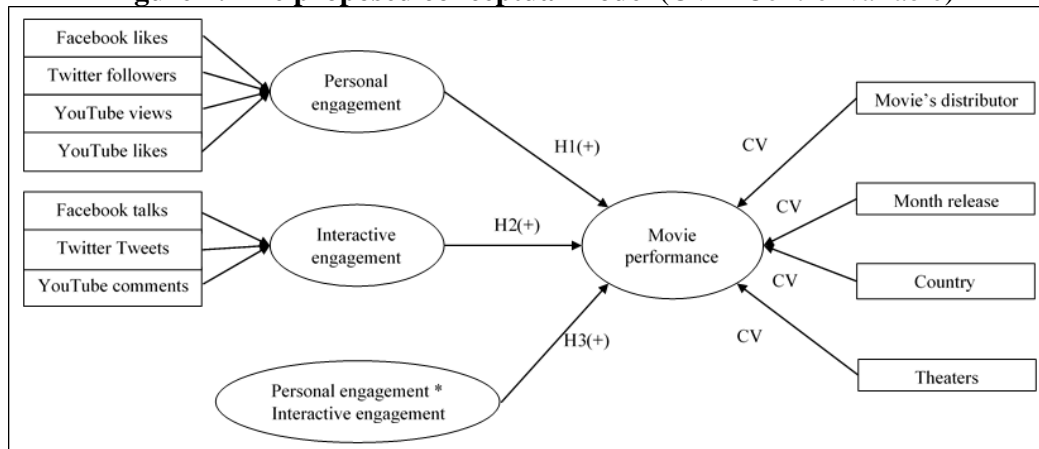 Facebook likes
Twitter followers
YouTube views
YouTube likes
Personal
engagement
H1(+)
Facebook talks
Twitter Tweets
YouTube comments
Interactive
engagement
H2(+)
Personal engagement *
Interactive engagement
H3(+)
Movie
performance
CV
Movie's distributor
CV
Month release
CV
Country
CV
Theaters